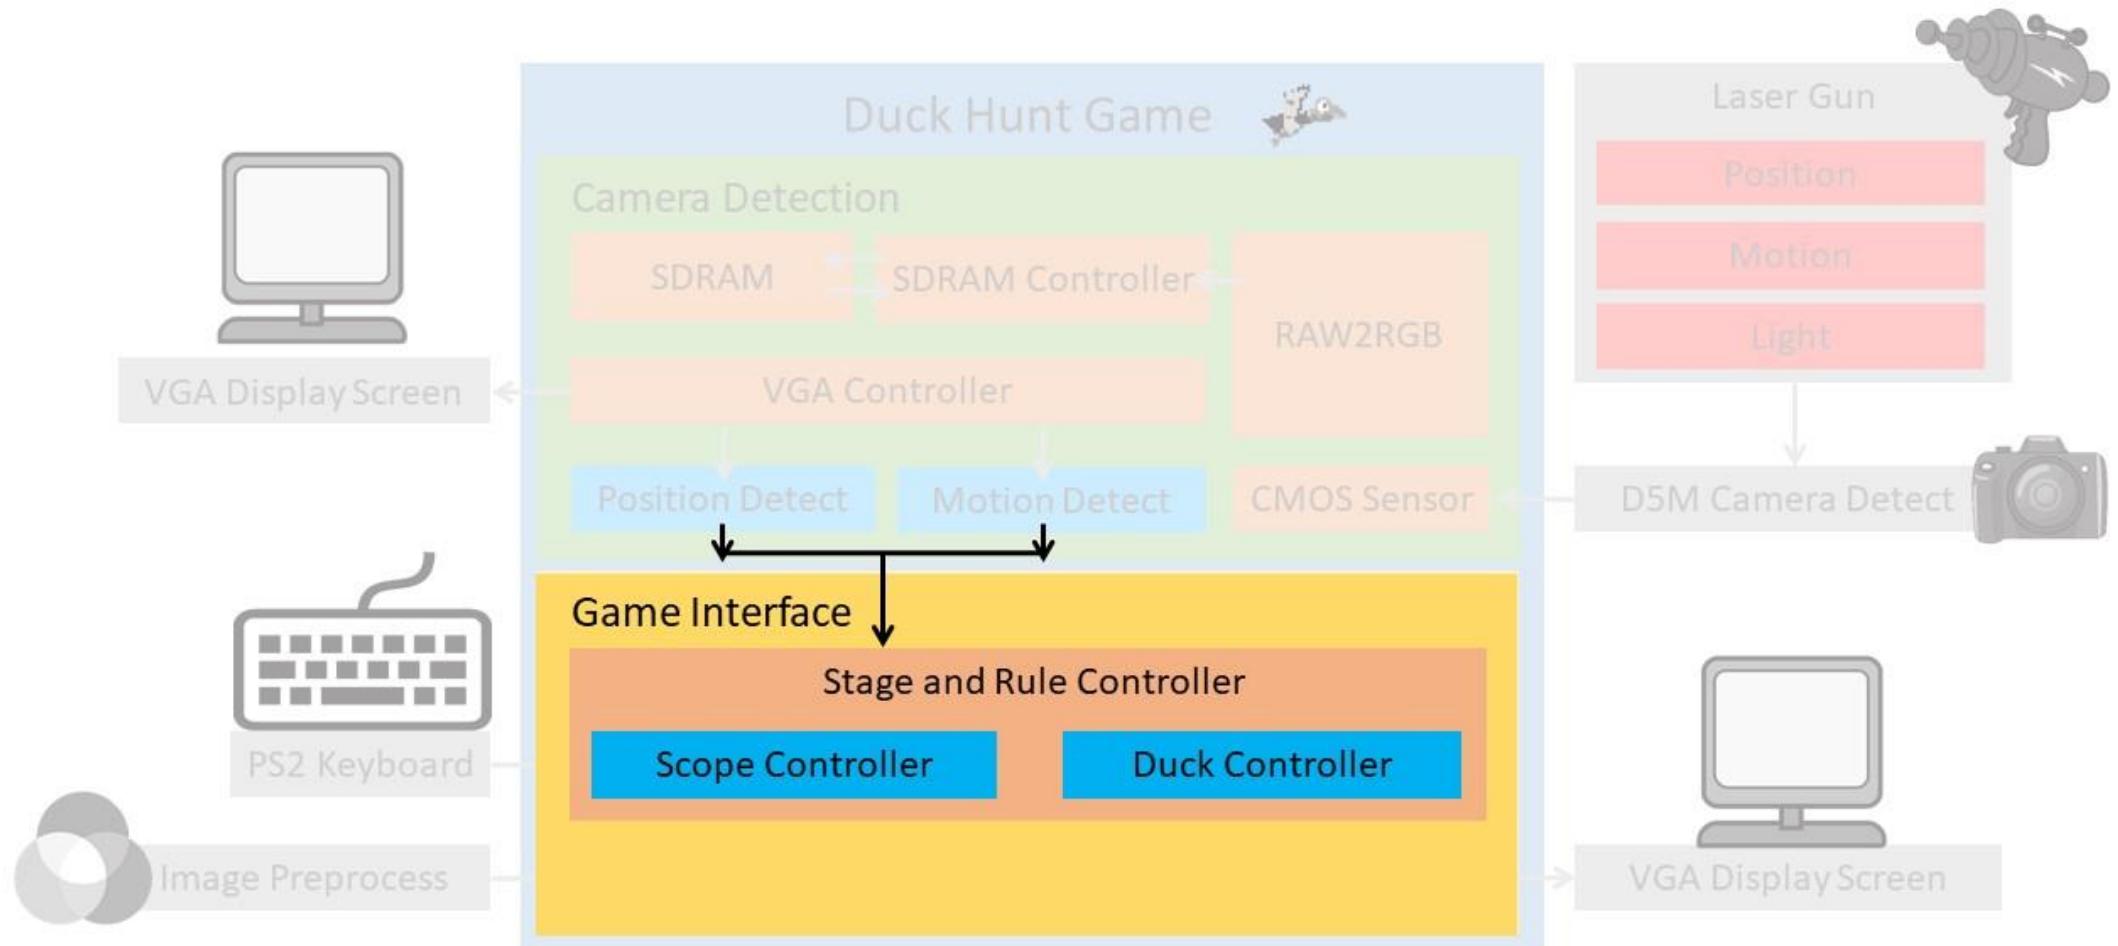 Duck Hunt Game
Laser Gun
Position
Motion
Light
Camera Detection
SDRAM
SDRAM Controller
RAW2RGB
VGA Controller
VGA Display Screen
Position Detect
Motion Detect
CMOS Sensor
D5M Camera Detect
Game Interface
Stage and Rule Controller
Scope Controller
Duck Controller
PS2 Keyboard
Image Preprocess
VGA Display Screen